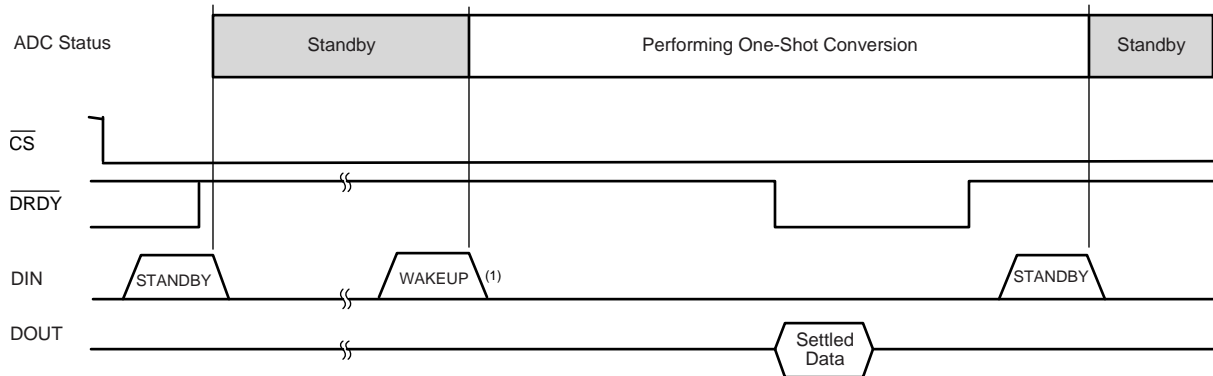 ADC Status
Standby
Performing One-Shot Conversion
Standby
CS
DRDY
DIN
STANDBY
WAKEUP
(1)
STANDBY
DOUT
Settled
Data